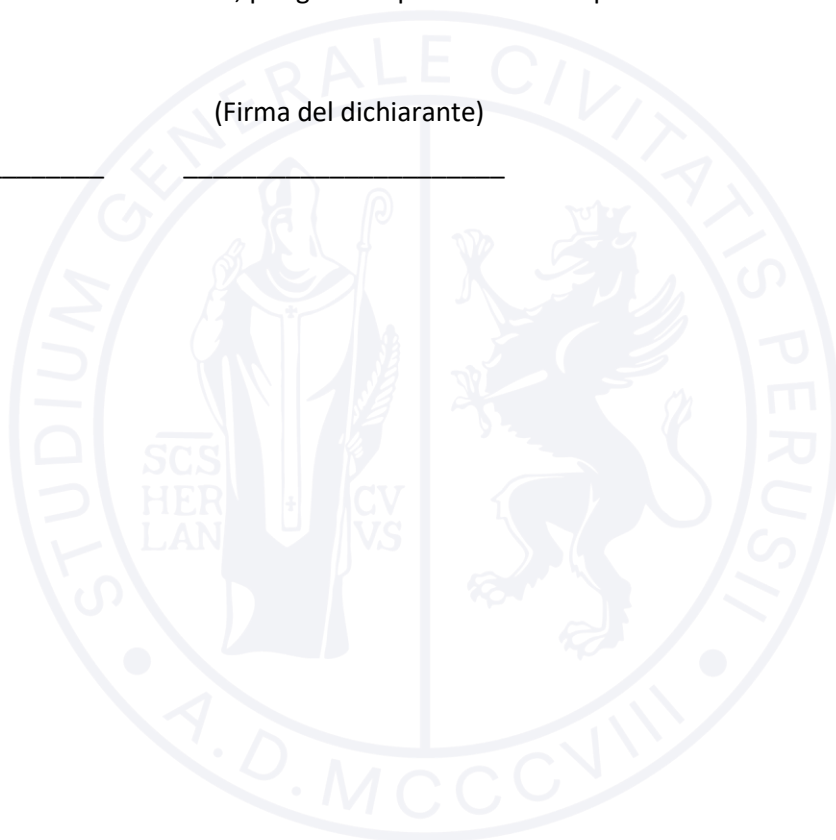 (Firma del dichiarante)
STUDIUM GENERALE CIVITATIS PERUSII
SCS
HER
LAN
CV
VS
• A.D. MCCCVIII •